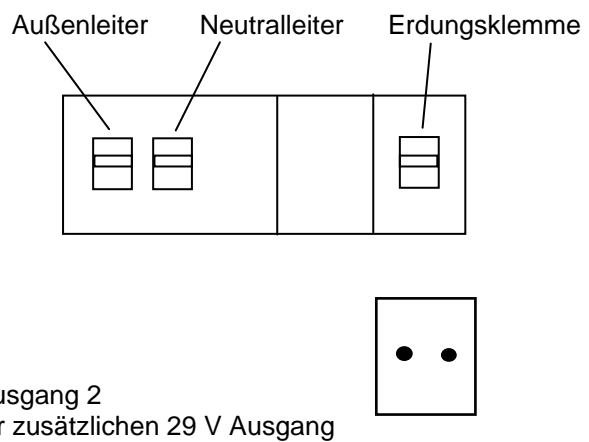 Außenleiter Neutralleiter Erdungsklemme
usgang 2
r zusätzlichen 29 V Ausgang